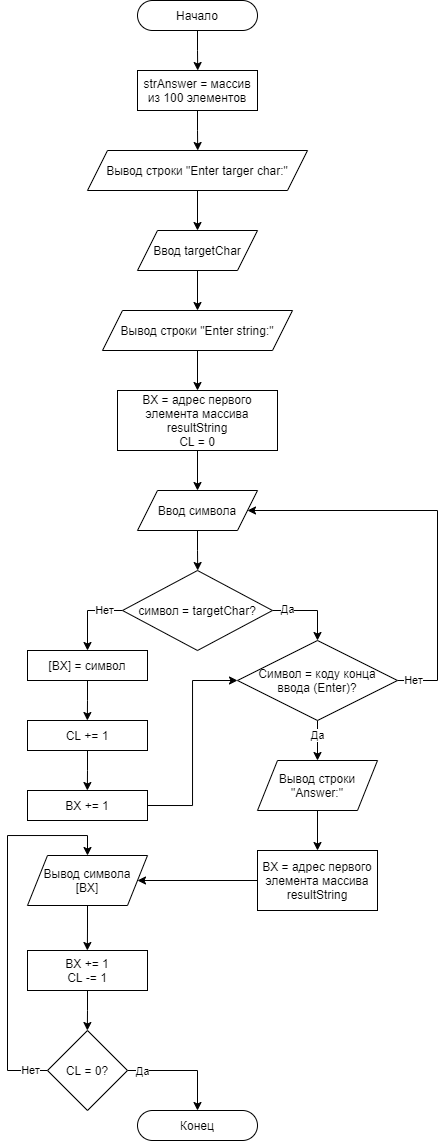 Начало
strAnswer = массив
из 100 элементов
Вывод строки "Enter targer char:"
Ввод targetChar
Вывод строки "Enter string:"
BX = адрес первого
элемента массива
resultString
CL = 0
Ввод символа
символ = targetChar?
Нет
Да
[BX] = символ
Символ = коду конца
ввода (Enter)?
Нет
Да
CL += 1
BX += 1
Вывод строки
"Answer:"
BX = адрес первого
элемента массива
resultString
Вывод символа
[BX]
BX += 1
CL -= 1
CL = 0?
Нет
Да
Конец